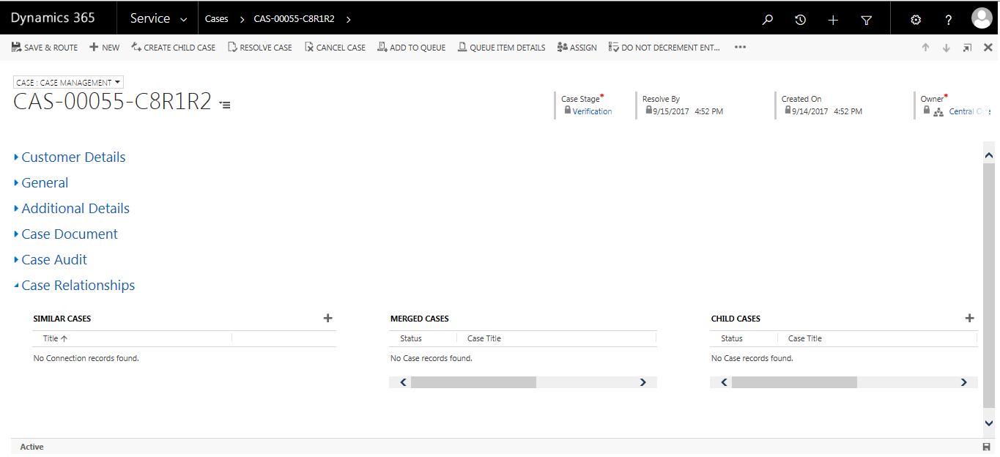 Dynamics 365 Service Cases CAS-00055-C8R1R2 ?
SAVE & ROUTE NEW CREATE CHILD CASE RESOLVE CASE CANCEL CASE ADD TO QUEUE QUEUE ITEM DETAILS ASSIGN DO NOT DECREMENT ENT... •••
CASE : CASE MANAGEMENT
CAS-00055-C8R1R2
Case Stage* Resolve By Created On Owner*
Verification 9/15/2017 4:52 PM 9/14/2017 4:52 PM Central
Customer Details
General
Additional Details
Case Document
Case Audit
Case Relationships
SIMILAR CASES MERGED CASES CHILD CASES
Title Status Case Title Status Case Title
No Connection records found. No Case records found. No Case records found.
Active